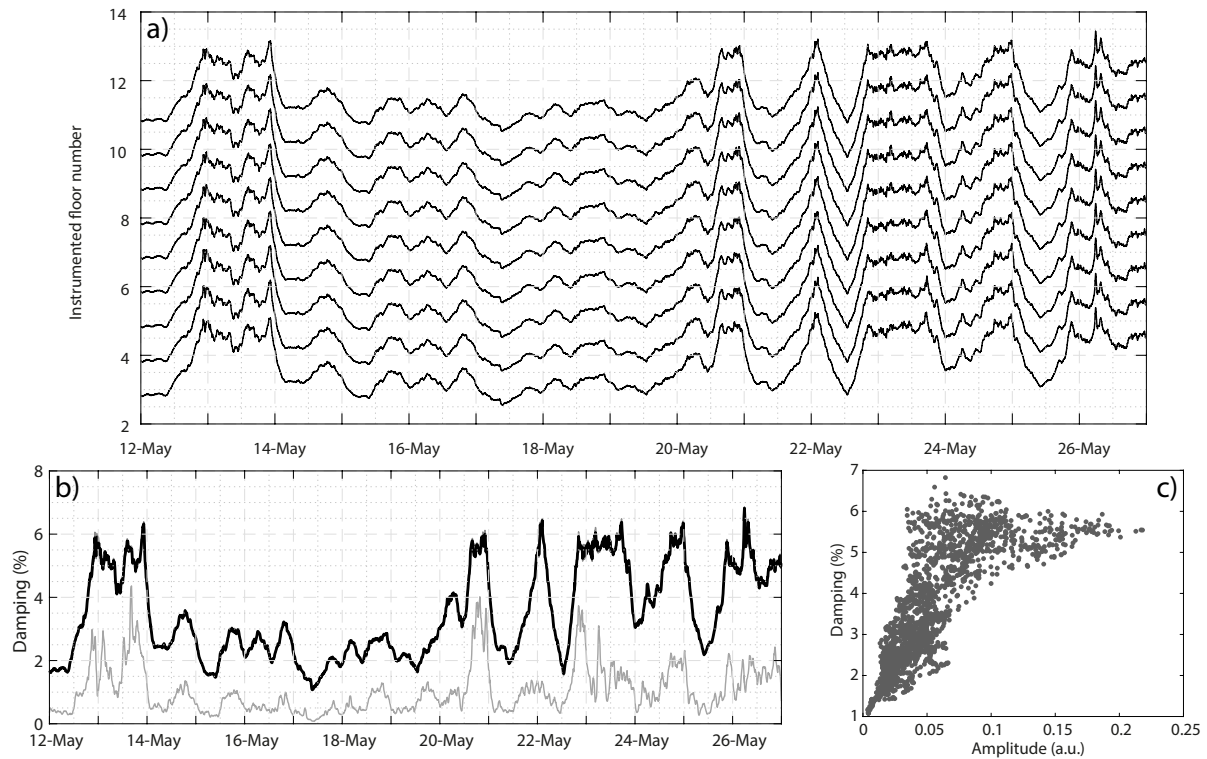 a)
14
12
10
8
6
4
2
Instrumented floor number
12-May 14-May 16-May 18-May 20-May 22-May 24-May 26-May
b)
8
6
4
2
0
Damping (%)
12-May 14-May 16-May 18-May 20-May 22-May 24-May 26-May
c)
7
6
5
4
3
2
1
Damping (%)
0 0.05 0.1 0.15 0.2 0.25
Amplitude (a.u.)